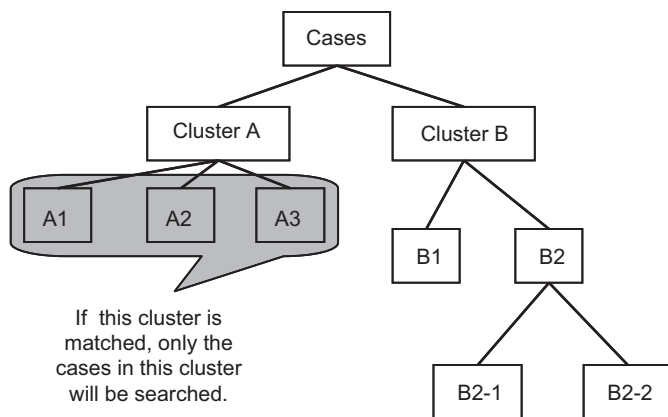 Cases
Cluster A
Cluster B
A1
A2
A3
B1
B2
If this cluster is
matched, only the
cases in this cluster
will be searched.
B2-1
B2-2